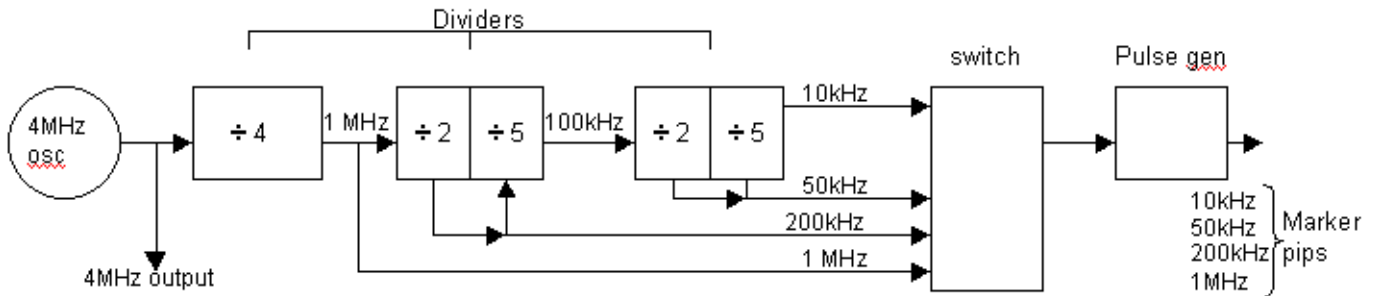 Dividers
switch
Pulse gen
4MHz
osc
÷4
1 MHz
÷2
÷5
100kHz
÷2
÷5
10kHz
50kHz
200kHz
1 MHz
4MHz output
10kHz
50kHz
200kHz
1MHz
Marker
pips